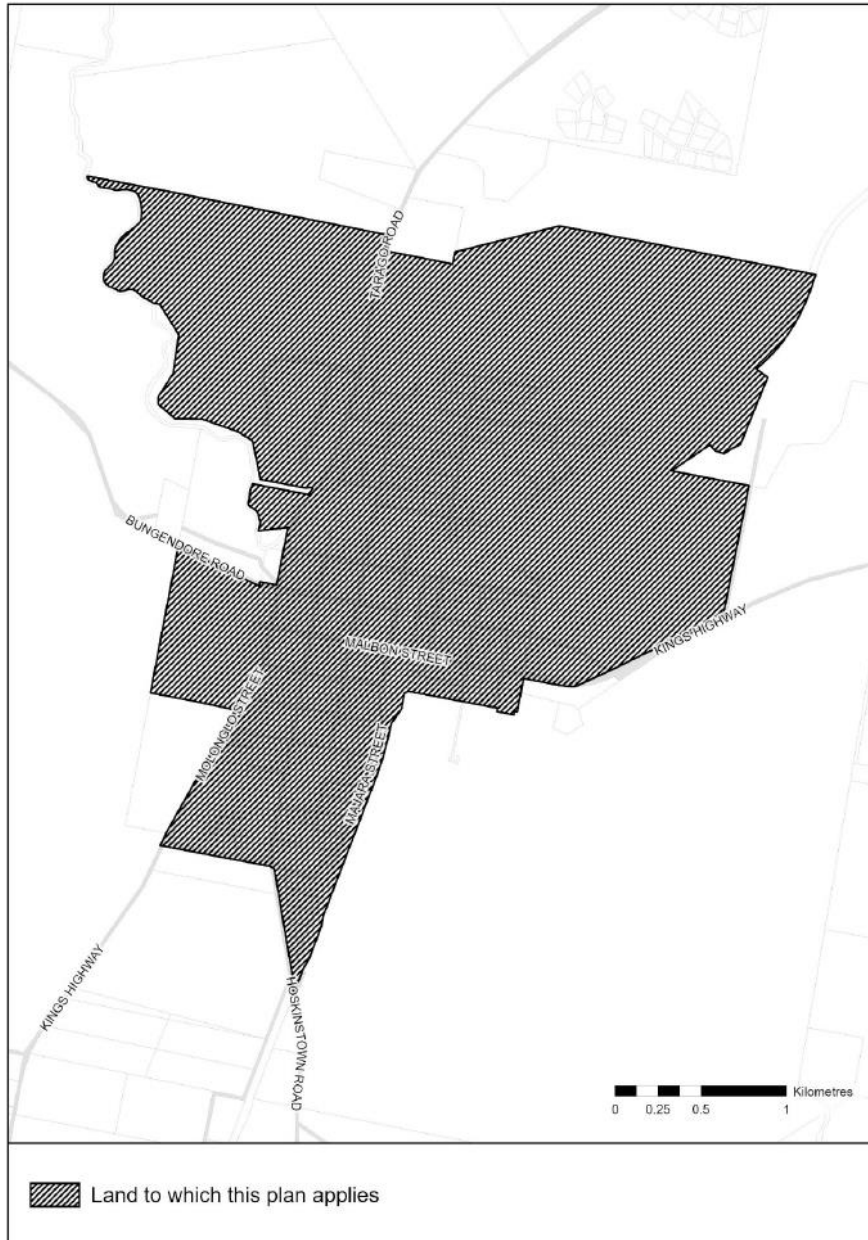 TARAGO ROAD
BUNGENDORE ROAD
MALBON STREET
KINGS HIGHWAY
MOLONGLO STREET
MAJARA STREET
KINGS HIGHWAY
HOSKINSTOWN ROAD
Kilometres
0 0.25 0.5 1
Land to which this plan applies